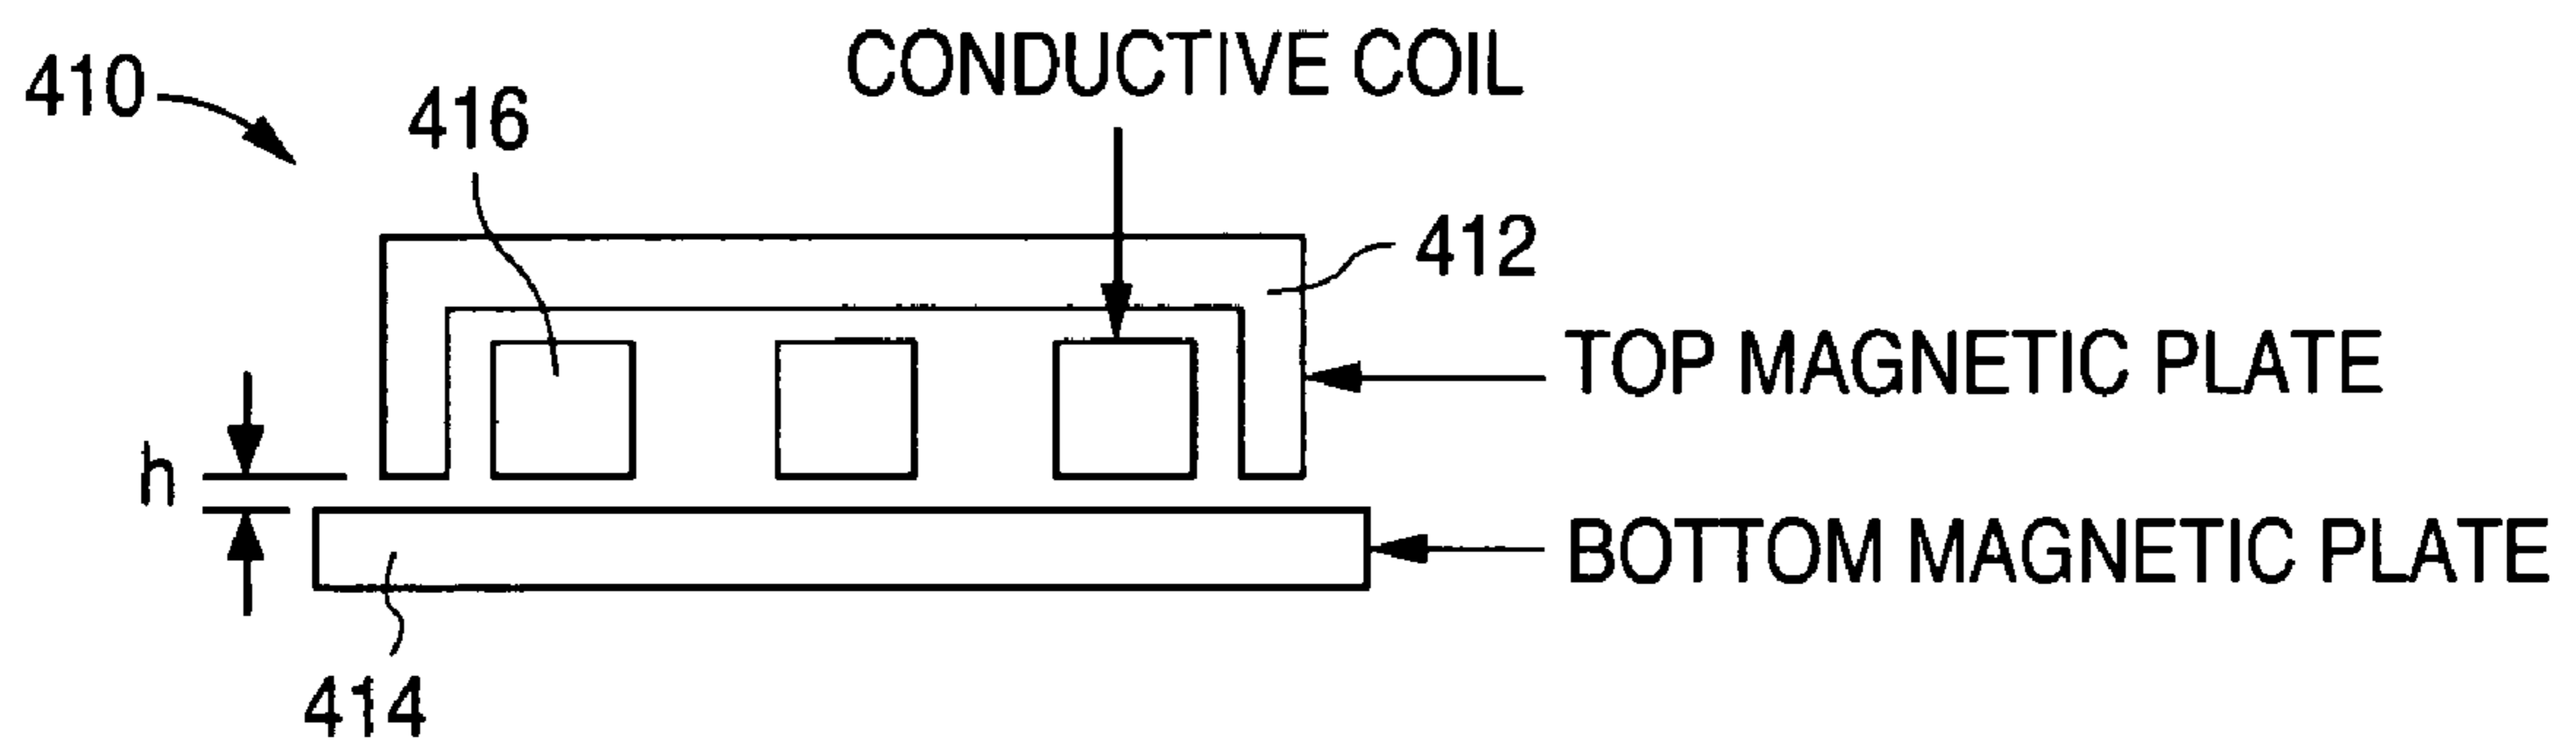 CONDUCTIVE COIL
410
416
412
TOP MAGNETIC PLATE
h
BOTTOM MAGNETIC PLATE
414